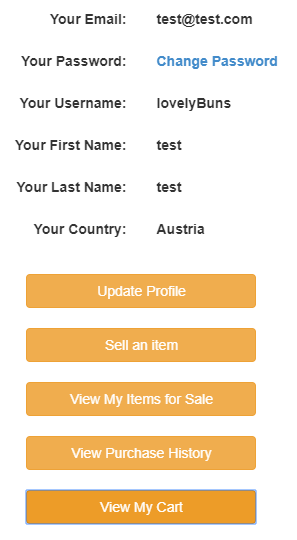 Your Email: test@test.com
Your Password: Change Password
Your Username: lovelyBuns
Your First Name: test
Your Last Name: test
Your Country: Austria
Update Profile
Sell an item
View My Items for Sale
View Purchase History
View My Cart